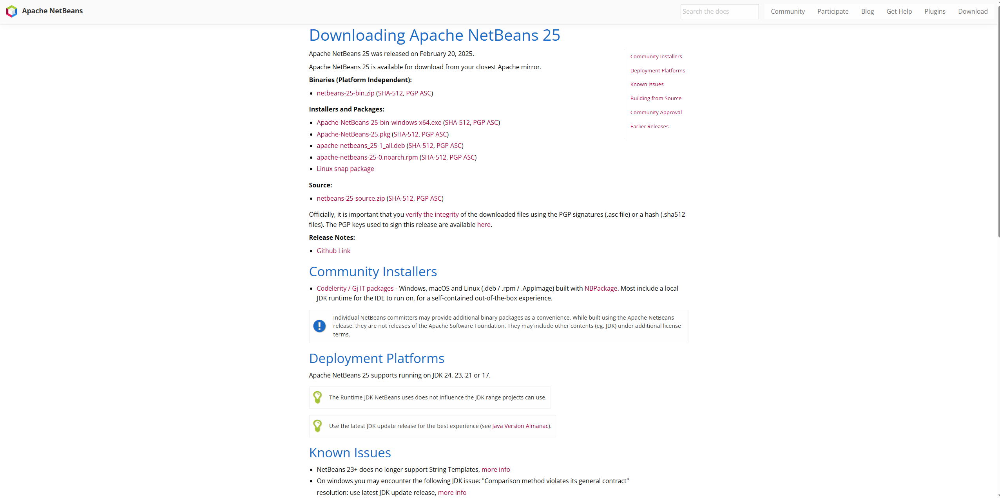 Apache NetBeans
Search the docs
Community
Participate
Blog
Get Help
Plugins
Download
Downloading Apache NetBeans 25
Apache NetBeans 25 was released on February 20, 2025.
Apache NetBeans 25 is available for download from your closest Apache mirror.
Binaries (Platform Independent):
netbeans-25-bin.zip (SHA-512, PGP ASC)
Installers and Packages:
Apache-NetBeans-25-bin-windows-x64.exe (SHA-512, PGP ASC)
Apache-NetBeans-25.pkg (SHA-512, PGP ASC)
apache-netbeans_25-1_all.deb (SHA-512, PGP ASC)
apache-netbeans-25-0.noarch.rpm (SHA-512, PGP ASC)
Linux snap package
Source:
netbeans-25-source.zip (SHA-512, PGP ASC)
Officially, it is important that you verify the integrity of the downloaded files using the PGP signatures (.asc file) or a hash (.sha512
files). The PGP keys used to sign this release are available here.
Release Notes:
Github Link
Community Installers
Deployment Platforms
Known Issues
Building from Source
Community Approval
Earlier Releases
Community Installers
Codelerity / Gj IT packages - Windows, macOS and Linux (.deb / .rpm / .AppImage) built with NBPackage. Most include a local
JDK runtime for the IDE to run on, for a self-contained out-of-the-box experience.
Individual NetBeans committers may provide additional binary packages as a convenience. While built using the Apache NetBeans
release, they are not releases of the Apache Software Foundation. They may include other contents (eg. JDK) under additional license
terms.
Deployment Platforms
Apache NetBeans 25 supports running on JDK 24, 23, 21 or 17.
The Runtime JDK NetBeans uses does not influence the JDK range projects can use.
Use the latest JDK update release for the best experience (see Java Version Almanac).
Known Issues
NetBeans 23+ does no longer support String Templates, more info
On windows you may encounter the following JDK issue: "Comparison method violates its general contract"
resolution: use latest JDK update release, more info